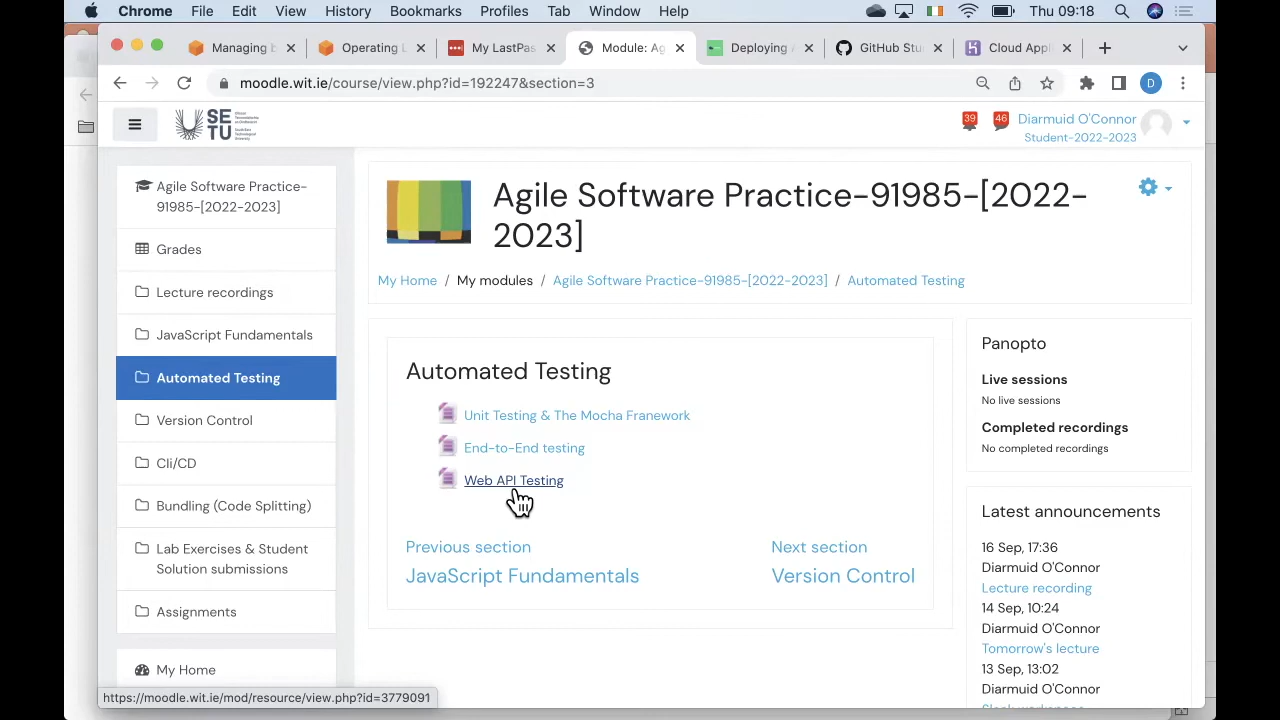 Chrome File Edit View History Bookmarks Profiles Tab Window Help Thu 09:18
Managing b Operating L My LastPas Module: Ag Deploying A GitHub Stu Cloud Appl
moodle.wit.ie/course/view.php?id=192247&section=3 D
SE
TU
39 46 Diarmuid O'Connor
Student-2022-2023
Agile Software Practice-
91985-[2022-2023]
Grades
Lecture recordings
JavaScript Fundamentals
Automated Testing
Version Control
Cli/CD
Bundling (Code Splitting)
Lab Exercises & Student
Solution submissions
Assignments
My Home
Agile Software Practice-91985-[2022-
2023]
My Home / My modules / Agile Software Practice-91985-[2022-2023] / Automated Testing
Automated Testing
Unit Testing & The Mocha Franework
End-to-End testing
Web API Testing
Previous section
JavaScript Fundamentals
Next section
Version Control
Panopto
Live sessions
No live sessions
Completed recordings
No completed recordings
Latest announcements
16 Sep, 17:36
Diarmuid O'Connor
Lecture recording
14 Sep, 10:24
Diarmuid O'Connor
Tomorrow's lecture
13 Sep, 13:02
Diarmuid O'Connor
https://moodle.wit.ie/mod/resource/view.php?id=3779091